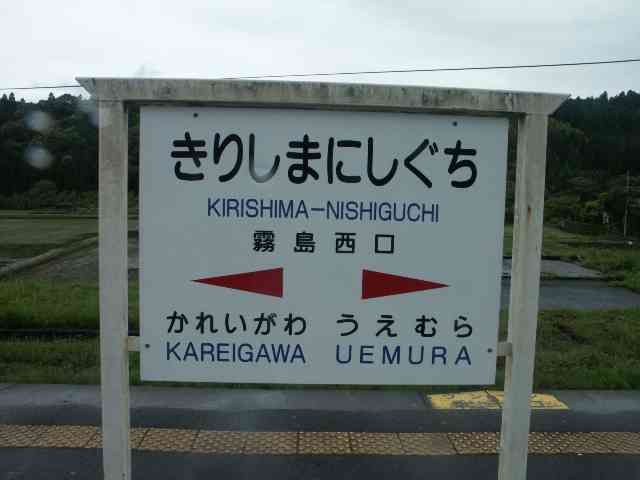 きりしまにしぐち
KIRISHIMA-NISHIGUCHI
霧島西口
かれいがわ うえむら
KAREIGAWA UEMURA